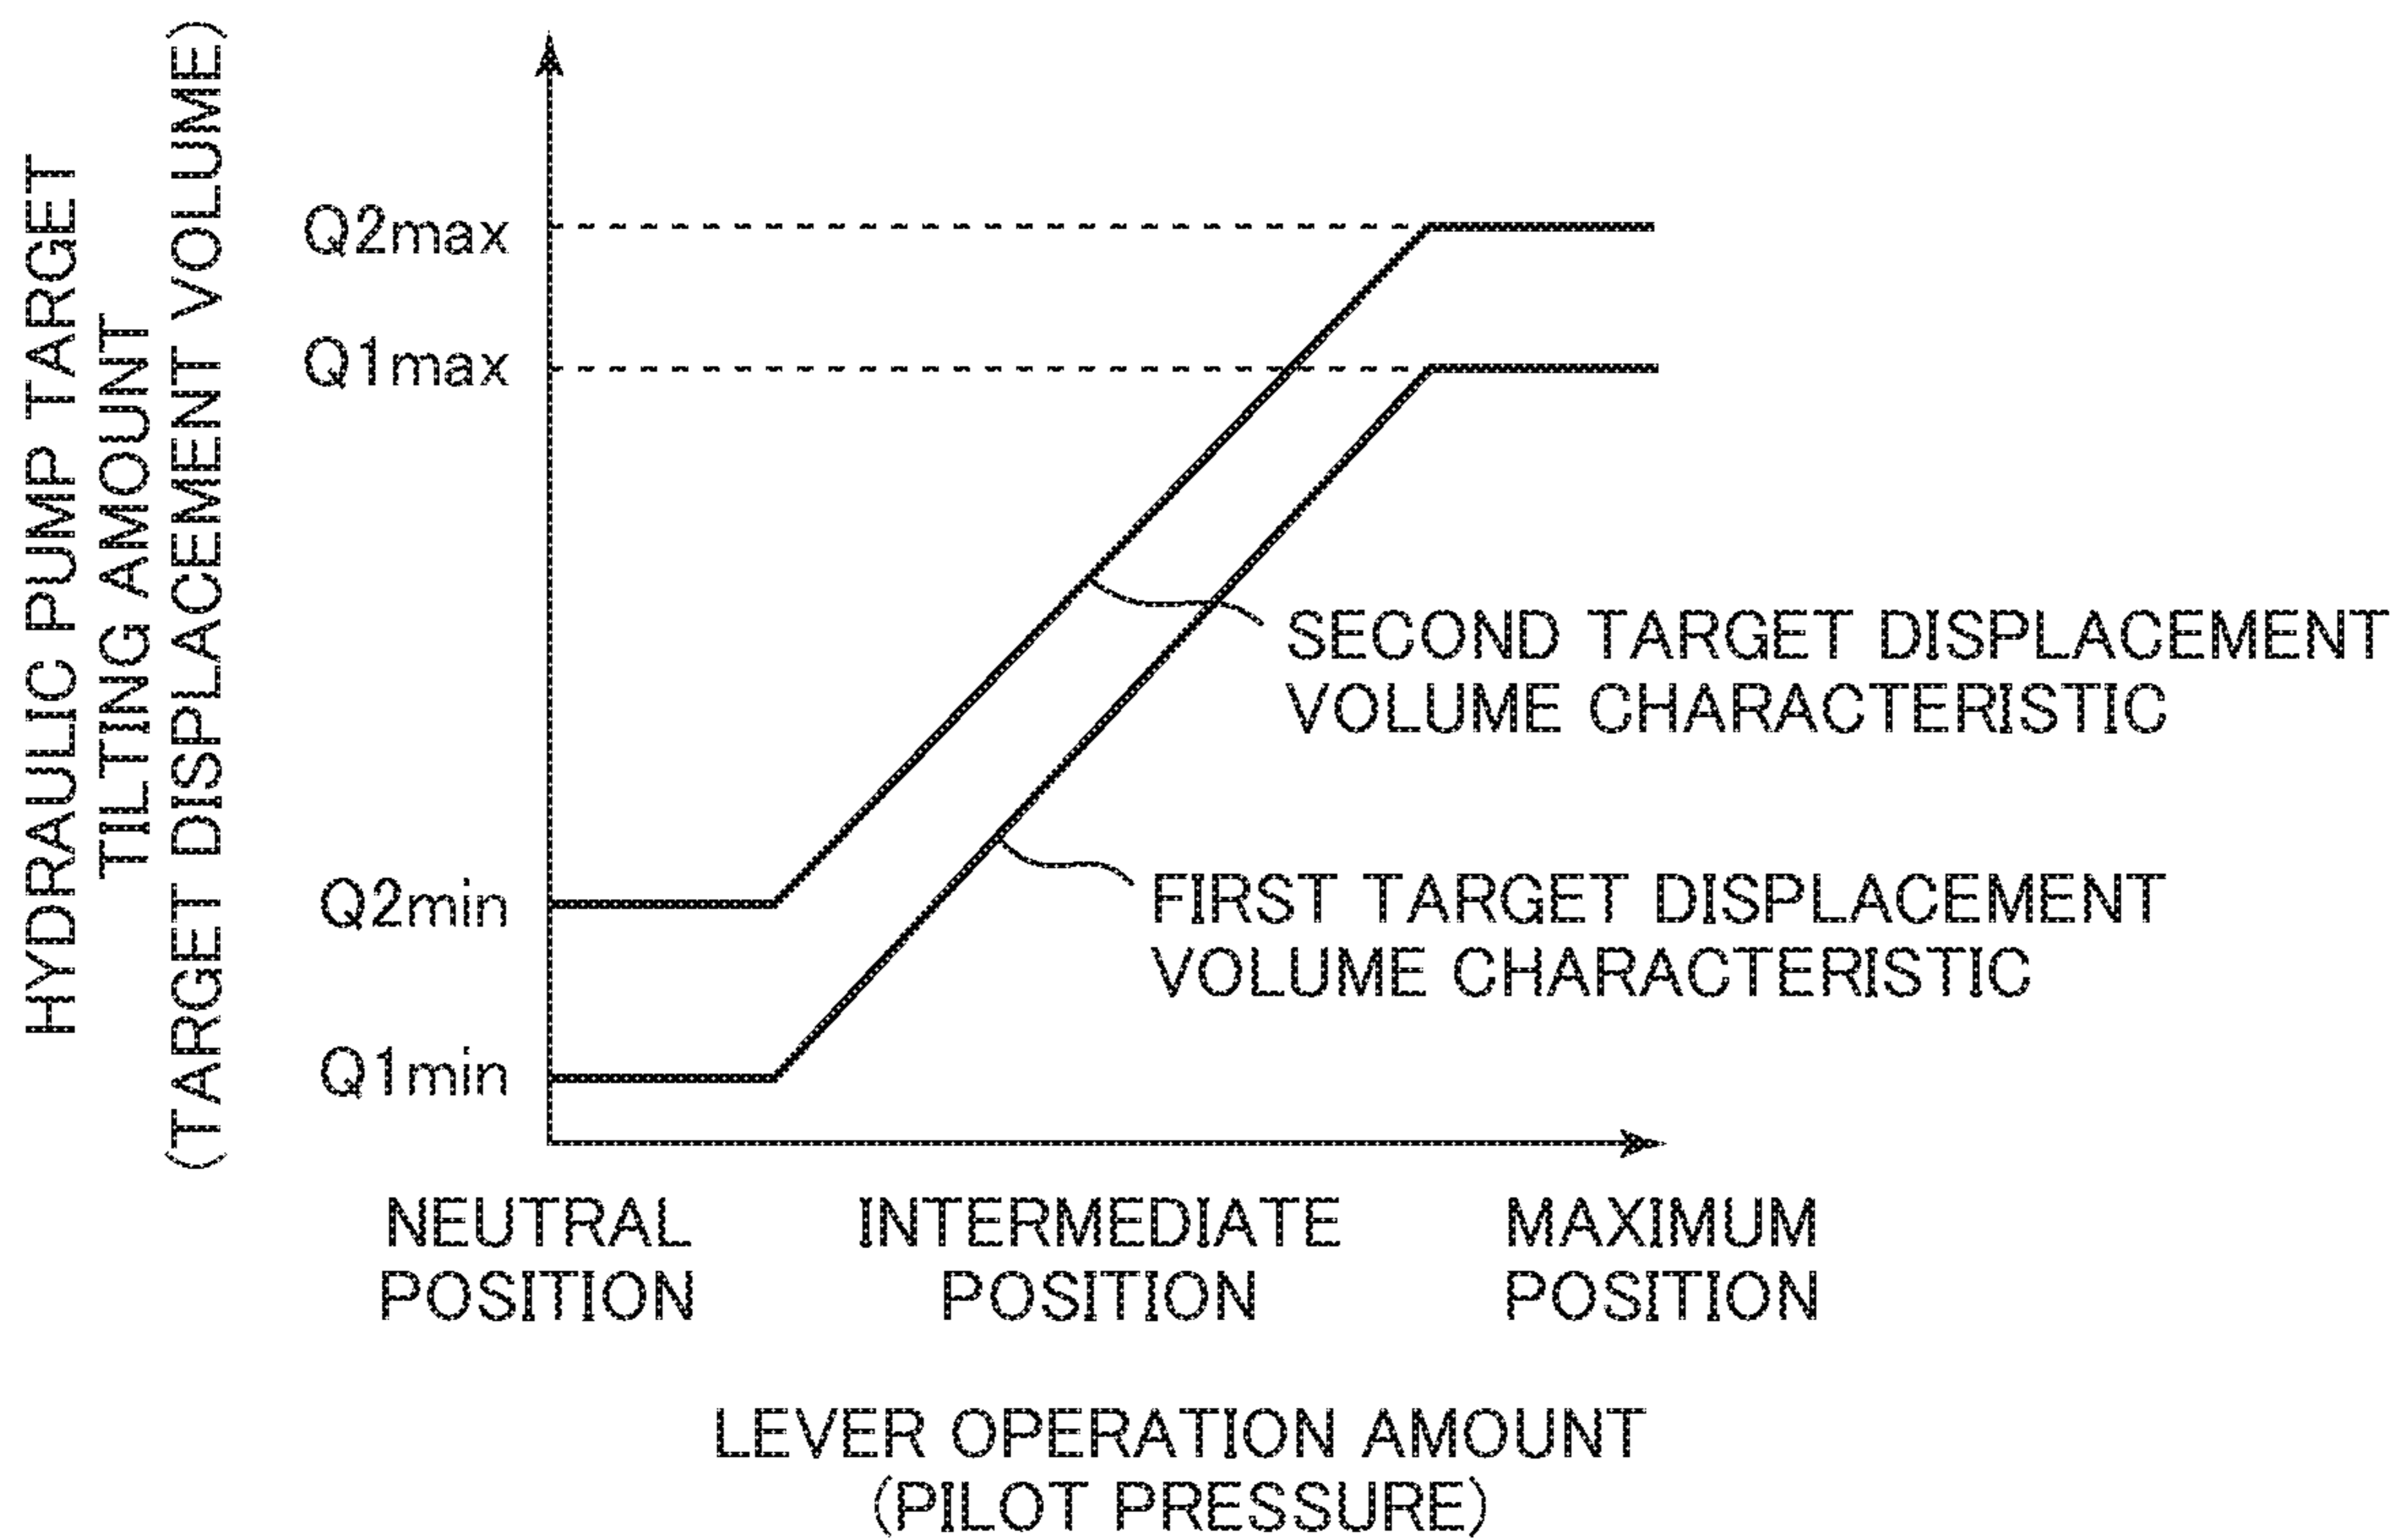 HYDRAULIC PUMP TARGET
TILTING AMOUNT
(TARGET DISPLACEMENT VOLUME)
Q2max
Q1max
SECOND TARGET DISPLACEMENT
VOLUME CHARACTERISTIC
FIRST TARGET DISPLACEMENT
VOLUME CHARACTERISTIC
Q2min
Q1min
NEUTRAL
POSITION
INTERMEDIATE
POSITION
MAXIMUM
POSITION
LEVER OPERATION AMOUNT
(PILOT PRESSURE)